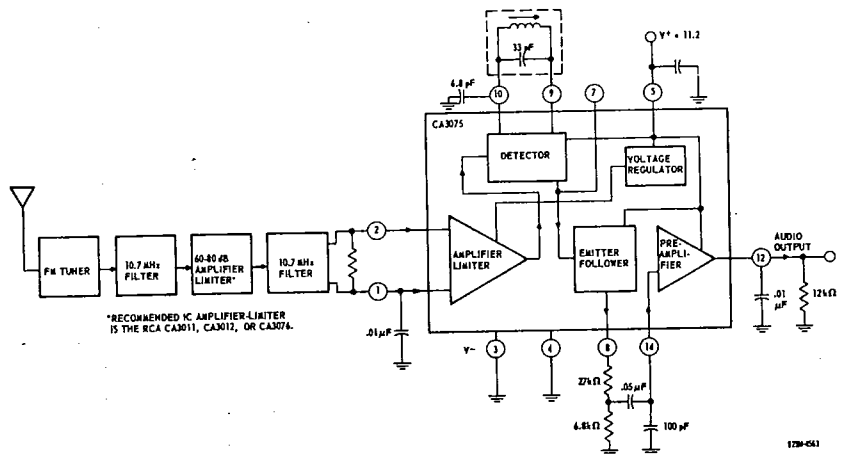 33 pF
6.8 pF
10
9
7
V+ = 11.2
5
CA3075
DETECTOR
VOLTAGE
REGULATOR
FM TUNER
10.7 MHz
FILTER
60-80 dB
AMPLIFIER
LIMITER*
10.7 MHz
FILTER
2
1
AMPLIFIER
LIMITER
EMITTER
FOLLOWER
PRE-
AMPLI-
FIER
12
AUDIO
OUTPUT
.01
µF
12kΩ
*RECOMMENDED IC AMPLIFIER-LIMITER
IS THE RCA CA3011, CA3012, OR CA3076.
.01 µF
V-
3
4
8
14
27kΩ
.05 µF
6.8kΩ
100 pF